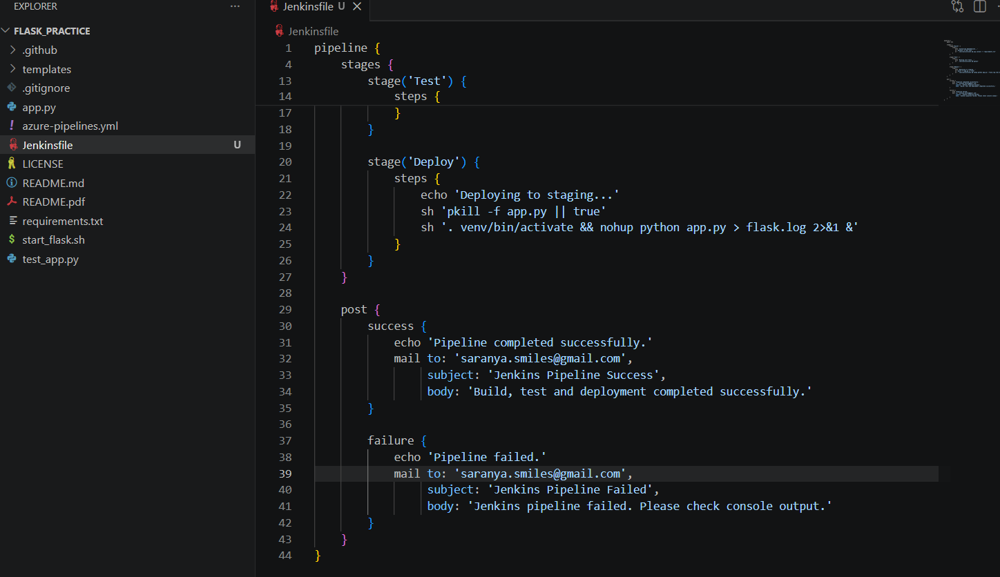 EXPLORER
...
FLASK_PRACTICE
.github
templates
.gitignore
app.py
azure-pipelines.yml
Jenkinsfile U
LICENSE
README.md
README.pdf
requirements.txt
start_flask.sh
test_app.py
Jenkinsfile U
Jenkinsfile
1 pipeline {
4     stages {
13         stage('Test') {
14             steps {
17             }
18         }
19
20         stage('Deploy') {
21             steps {
22                 echo 'Deploying to staging...'
23                 sh 'pkill -f app.py || true'
24                 sh '. venv/bin/activate && nohup python app.py > flask.log 2>&1 &'
25             }
26         }
27     }
28
29     post {
30         success {
31             echo 'Pipeline completed successfully.'
32             mail to: 'saranya.smiles@gmail.com',
33                  subject: 'Jenkins Pipeline Success',
34                  body: 'Build, test and deployment completed successfully.'
35         }
36
37         failure {
38             echo 'Pipeline failed.'
39             mail to: 'saranya.smiles@gmail.com',
40                  subject: 'Jenkins Pipeline Failed',
41                  body: 'Jenkins pipeline failed. Please check console output.'
42         }
43     }
44 }